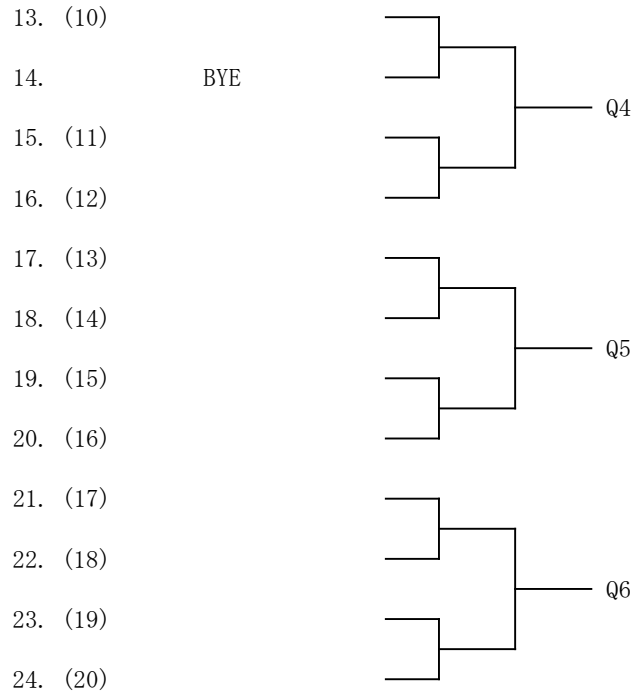 13. (10)
14. BYE
Q4
15. (11)
16. (12)
17. (13)
18. (14)
Q5
19. (15)
20. (16)
21. (17)
22. (18)
Q6
23. (19)
24. (20)